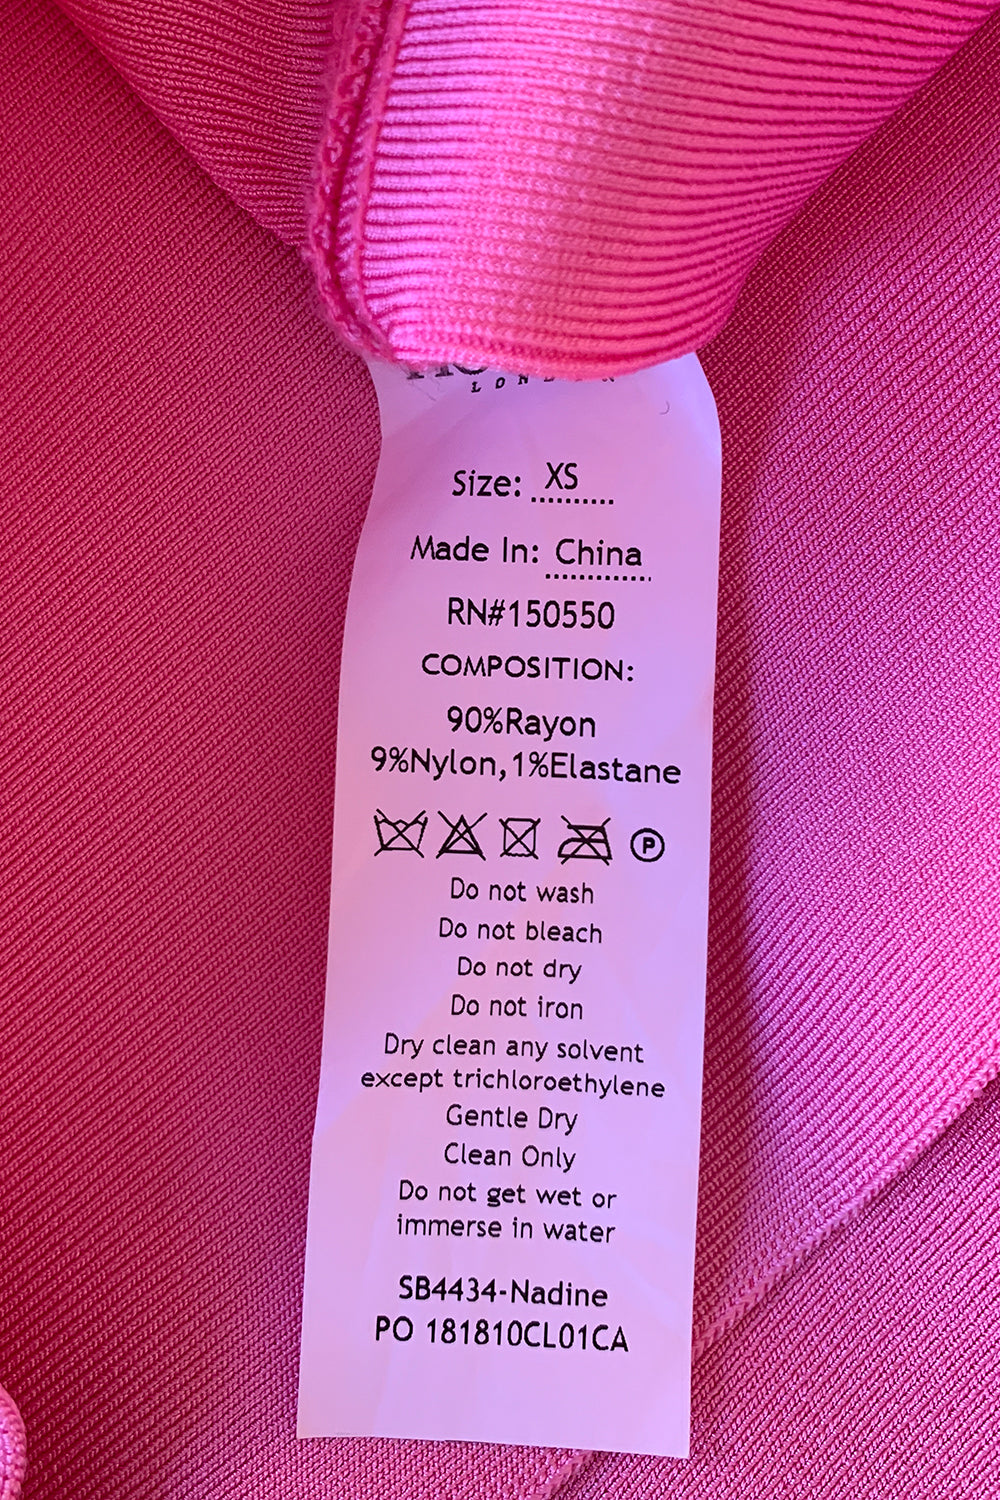 Size: XS
Made In: China
RN#150550
COMPOSITION:
90%Rayon
9%Nylon,1%Elastane
P
Do not wash
Do not bleach
Do not dry
Do not iron
Dry clean any solvent
except trichloroethylene
Gentle Dry
Clean Only
Do not get wet or
immerse in water
SB4434-Nadine
PO 181810CL01CA